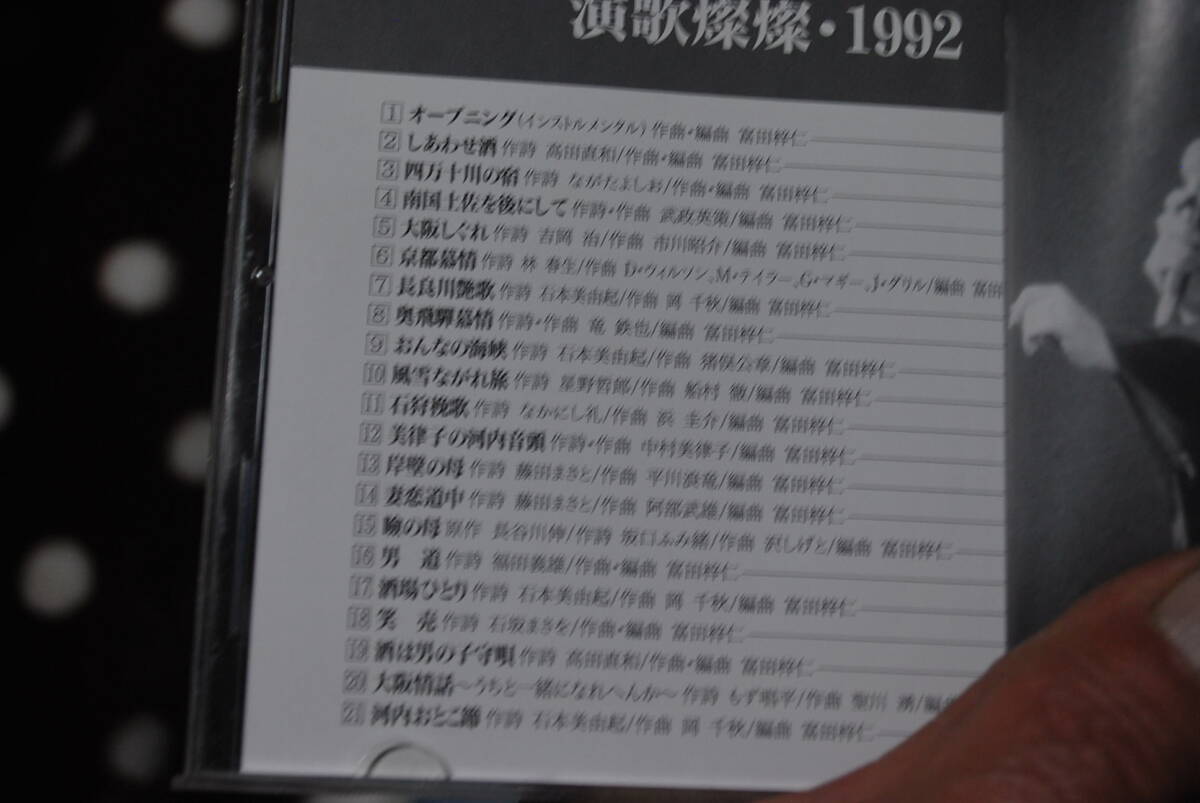 演歌燦燦・1992
1 オープニング(インストルメンタル) 作曲・編曲 富田梓仁
2 しあわせ酒 作詩 高田直和/作曲・編曲 富田梓仁
3 四万十川の宿 作詩 ながたよしお/作曲・編曲 富田梓仁
4 南国土佐を後にして 作詩・作曲 武政英策/編曲 富田梓仁
5 大阪しぐれ 作詩 吉岡 治/作曲 市川昭介/編曲 富田梓仁
6 京都慕情 作詩 林 春生/作曲 D・ウィルソン、M・テイラー、G・マギー、J・グリル/編曲 富田
7 長良川艶歌 作詩 石本美由起/作曲 岡 千秋/編曲 富田梓仁
8 奥飛騨慕情 作詩・作曲 竜 鉄也/編曲 富田梓仁
9 おんなの海峡 作詩 石本美由起/作曲 猪俣公章/編曲 富田梓仁
10 風雪ながれ旅 作詩 星野哲郎/作曲 船村 徹/編曲 富田梓仁
11 石狩挽歌 作詩 なかにし礼/作曲 浜 圭介/編曲 富田梓仁
12 美律子の河内音頭 作詩・作曲 中村美律子/編曲 富田梓仁
13 岸壁の母 作詩 藤田まさと/作曲 平川浪竜/編曲 富田梓仁
14 妻恋道中 作詩 藤田まさと/作曲 阿部武雄/編曲 富田梓仁
15 瞼の母 原作 長谷川伸/作詩 坂口ふみ緒/作曲 沢しげと/編曲 富田梓仁
16 男 道 作詩 福田義雄/作曲・編曲 富田梓仁
17 酒場ひとり 作詩 石本美由起/作曲 岡 千秋/編曲 富田梓仁
18 笑 売 作詩 石坂まさを/作曲・編曲 富田梓仁
19 酒は男の子守唄 作詩 高田直和/作曲・編曲 富田梓仁
20 大阪情話〜うちと一緒になれへんか〜 作詩 もず唱平/作曲 聖川 湧/編
21 河内おとこ節 作詩 石本美由起/作曲 岡 千秋/編曲 富田梓仁